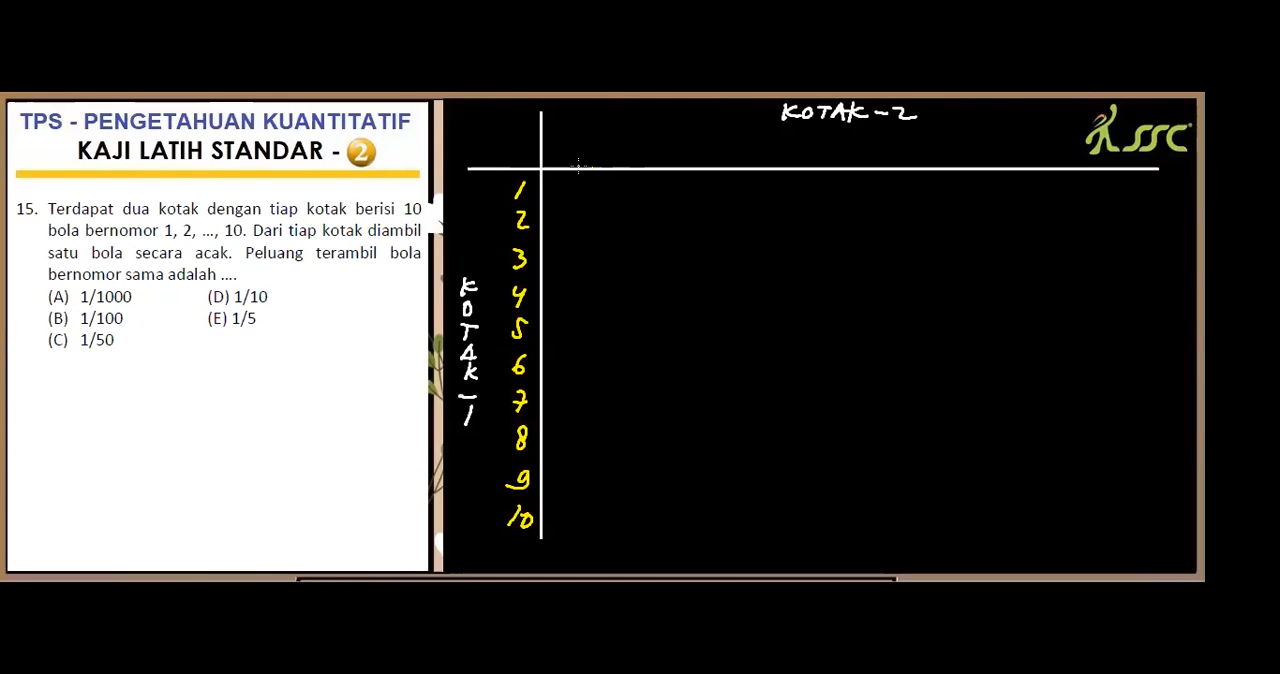 TPS - PENGETAHUAN KUANTITATIF
KAJI LATIH STANDAR - 2
15. Terdapat dua kotak dengan tiap kotak berisi 10
bola bernomor 1, 2, ..., 10. Dari tiap kotak diambil
satu bola secara acak. Peluang terambil bola
bernomor sama adalah ....
(A) 1/1000 (D) 1/10
(B) 1/100 (E) 1/5
(C) 1/50
KOTAK-2
SSC
KOTAK-1
1
2
3
4
5
6
7
8
9
10